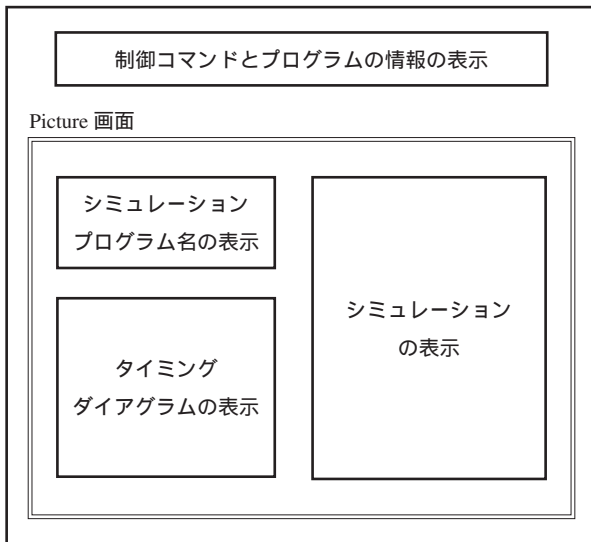 制御コマンドとプログラムの情報の表示
Picture 画面
シミュレーション
プログラム名の表示
タイミング
ダイアグラムの表示
シミュレーション
の表示